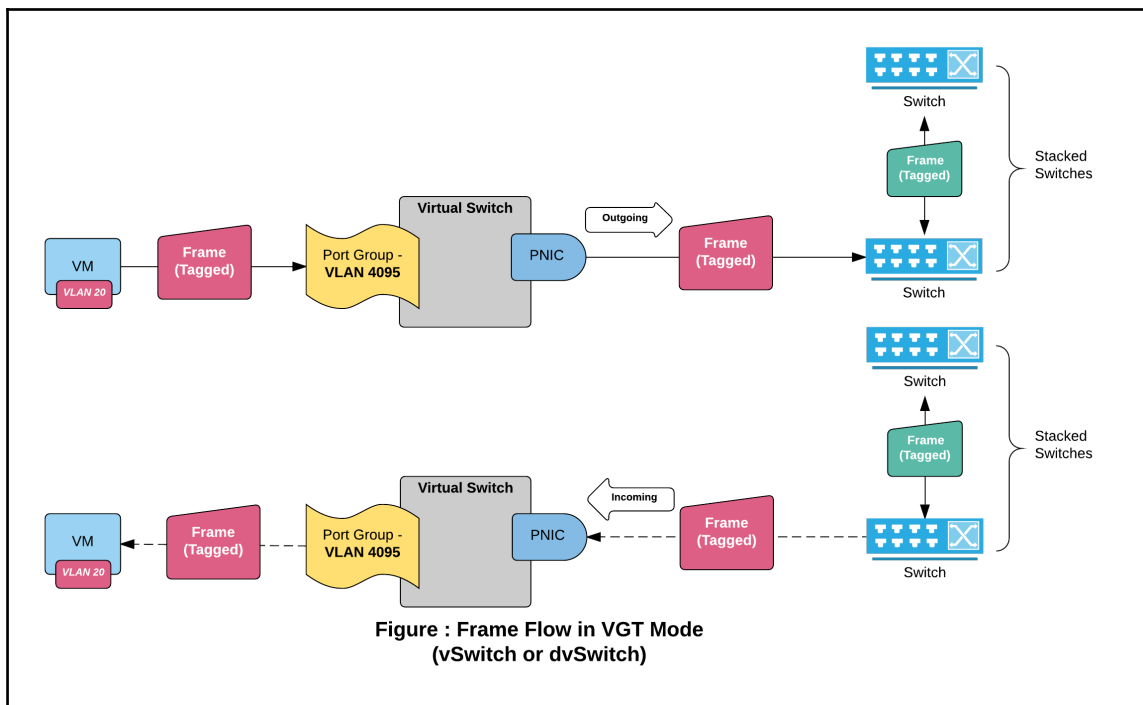 Switch
Frame
(Tagged)
Stacked
Switches
Virtual Switch
Outgoing
VM
VLAN 20
Frame
(Tagged)
Port Group -
VLAN 4095
PNIC
Frame
(Tagged)
Switch
Switch
Frame
(Tagged)
Stacked
Switches
Virtual Switch
Incoming
VM
VLAN 20
Frame
(Tagged)
Port Group -
VLAN 4095
PNIC
Frame
(Tagged)
Switch
Figure : Frame Flow in VGT Mode
(vSwitch or dvSwitch)